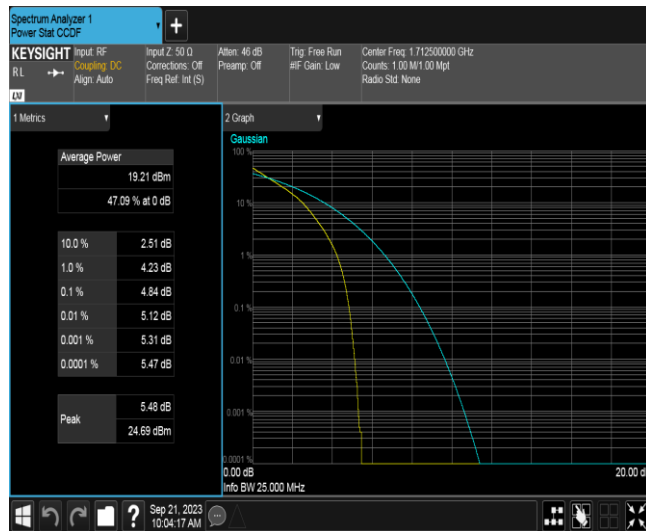 Spectrum Analyzer 1
Power Stat CCDF
+
KEYSIGHT
RL
LXI
Input: RF
Coupling: DC
Align: Auto
Input Z: 50 Ω
Corrections: Off
Freq Ref: Int (S)
Atten: 46 dB
Preamp: Off
Trig: Free Run
#IF Gain: Low
Center Freq: 1.712500000 GHz
Counts: 1.00 M/1.00 Mpt
Radio Std: None
1 Metrics
Average Power
19.21 dBm
47.09 % at 0 dB
10.0 % 2.51 dB
1.0 % 4.23 dB
0.1 % 4.84 dB
0.01 % 5.12 dB
0.001 % 5.31 dB
0.0001 % 5.47 dB
Peak
5.48 dB
24.69 dBm
2 Graph
Gaussian
100 %
10 %
1 %
0.1 %
0.01 %
0.001 %
0.0001 %
0.00 dB
20.00 d
Info BW 25.000 MHz
?
Sep 21, 2023
10:04:17 AM